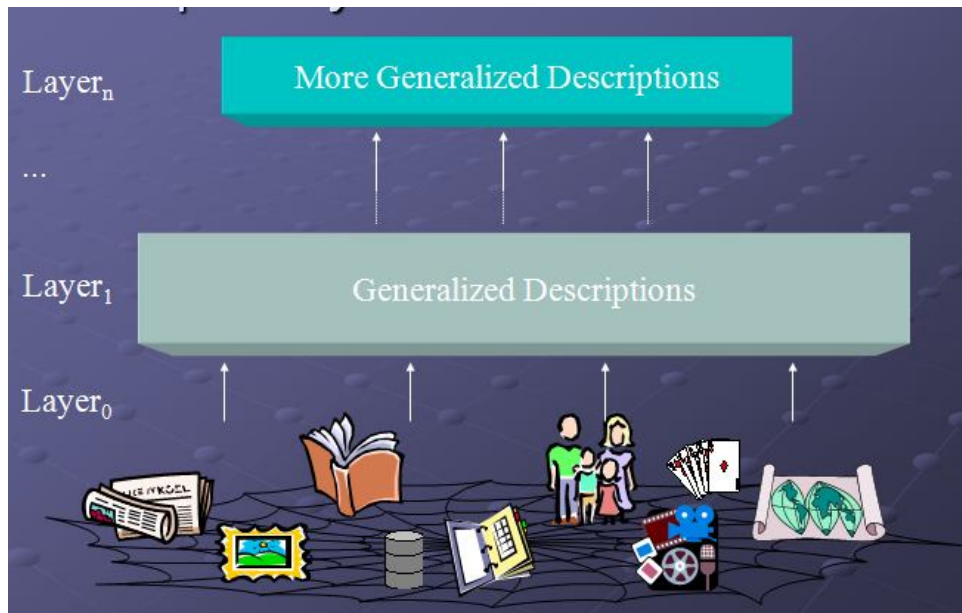 Layerₙ
More Generalized Descriptions
...
Layer₁
Generalized Descriptions
Layer₀